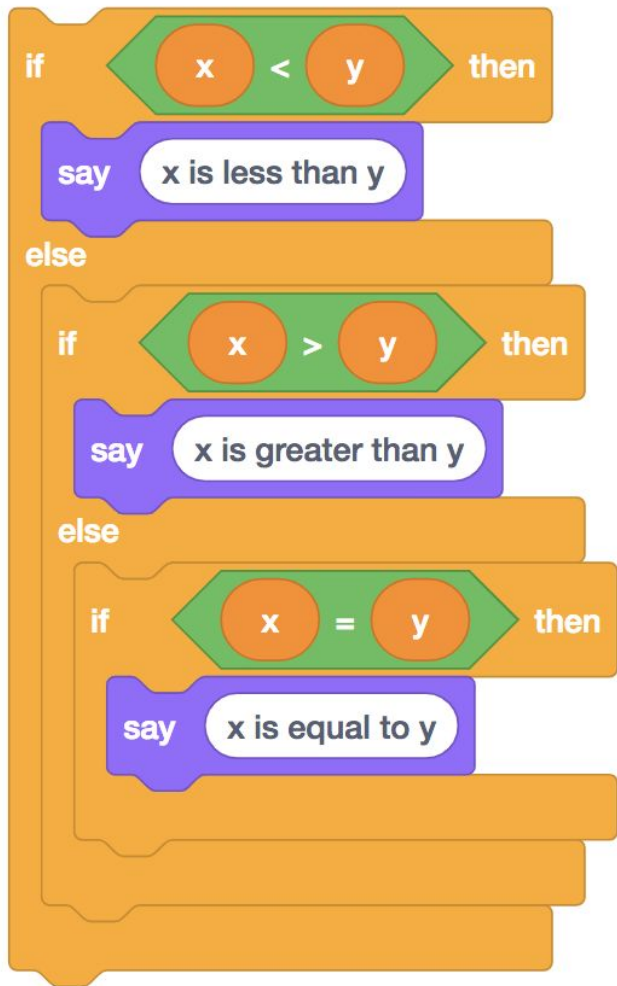 if x < y then
say x is less than y
else
if x > y then
say x is greater than y
else
if x = y then
say x is equal to y